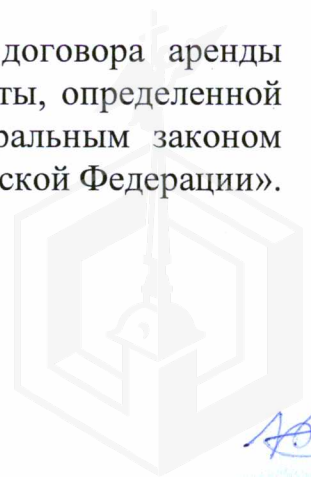 договора аренды
ты, определенной
ральным законом
ской Федерации».